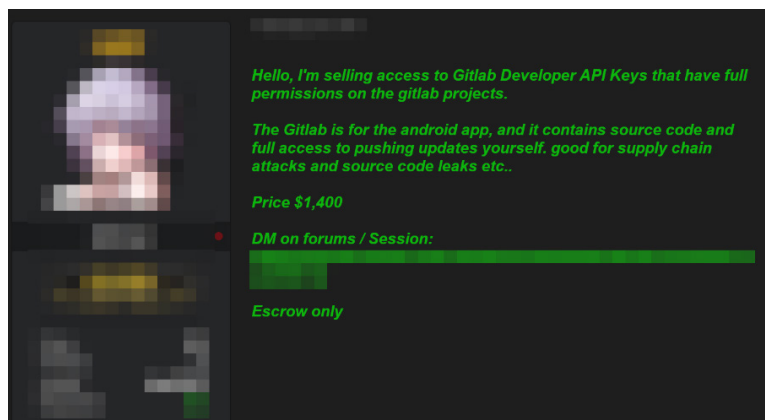 Hello, I'm selling access to Gitlab Developer API Keys that have full
permissions on the gitlab projects.
The Gitlab is for the android app, and it contains source code and
full access to pushing updates yourself. good for supply chain
attacks and source code leaks etc..
Price $1,400
DM on forums / Session:
Escrow only